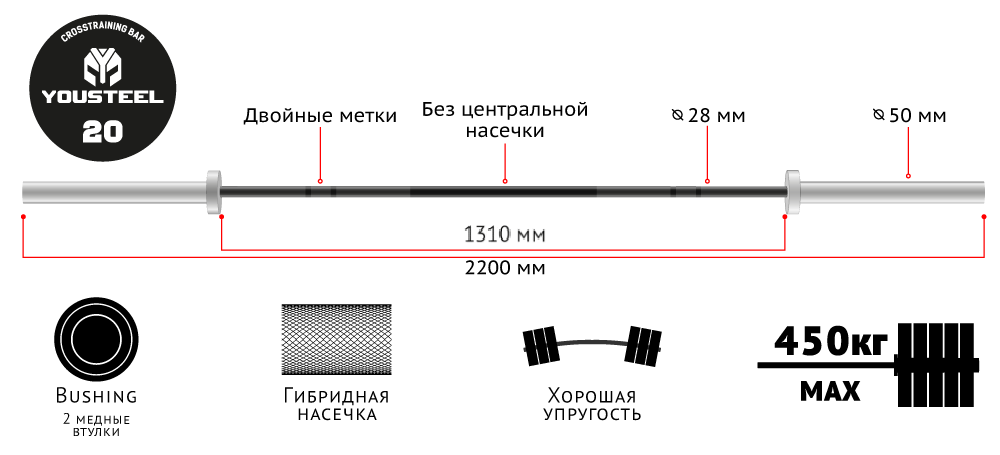 CROSSTRAINING BAR
YOUSTEEL
20
Двойные метки
Без центральной
насечки
⌀ 28 мм
⌀ 50 мм
1310 мм
2200 мм
BUSHING
2 МЕДНЫЕ
ВТУЛКИ
ГИБРИДНАЯ
НАСЕЧКА
ХОРОШАЯ
УПРУГОСТЬ
450кг
MAX